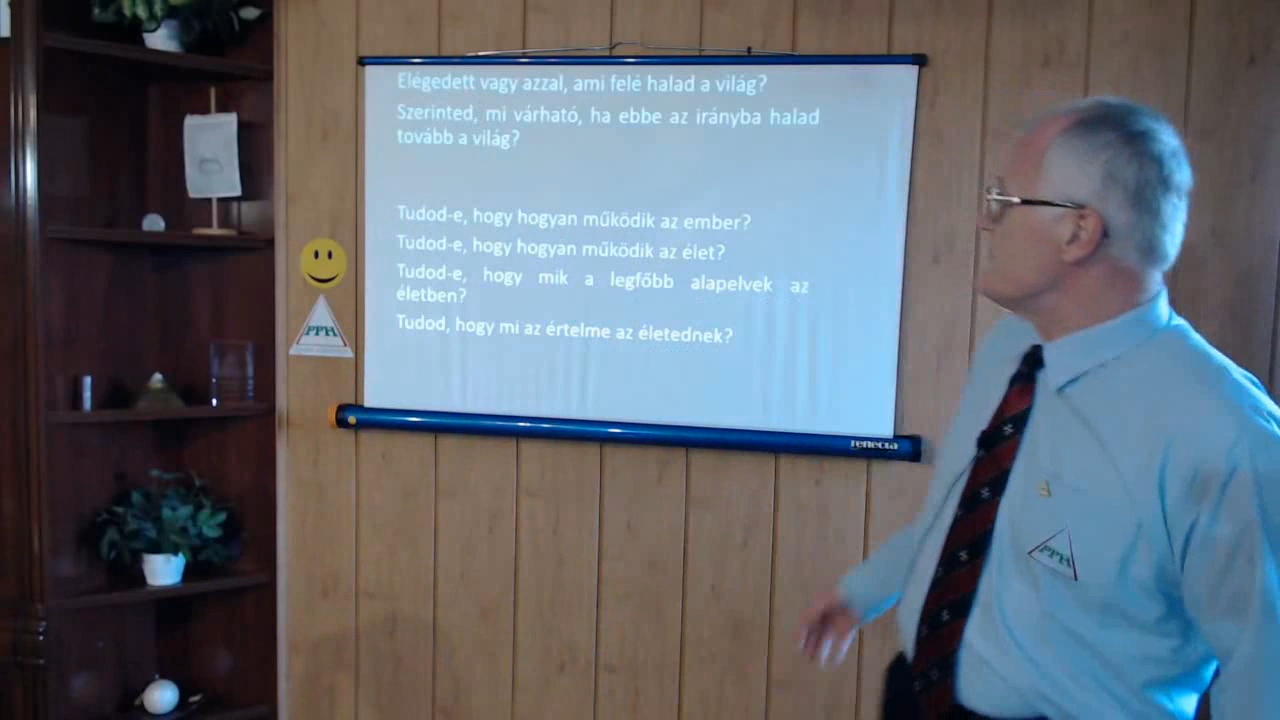 Elégedett vagy azzal, ami felé halad a világ?
Szerinted, mi várható, ha ebbe az irányba halad
tovább a világ?
Tudod-e, hogy hogyan működik az ember?
Tudod-e, hogy hogyan működik az élet?
Tudod-e, hogy mik a legfőbb alapelvek az
életben?
Tudod, hogy mi az értelme az életednek?
reflecta
PPH
PPH